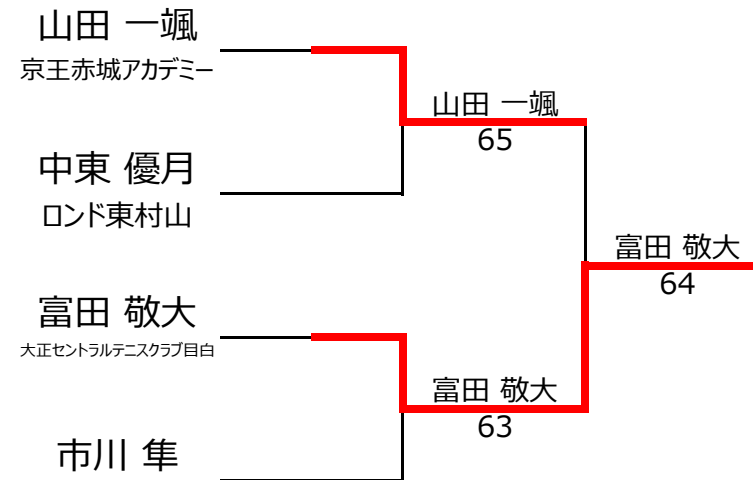 山田 一颯
京王赤城アカデミー
山田 一颯
65
中東 優月
ロンド東村山
富田 敬大
64
富田 敬大
大正セントラルテニスクラブ目白
富田 敬大
63
市川 隼